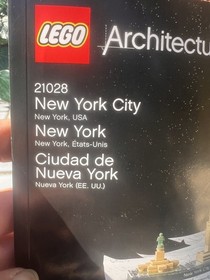 LEGO Architectu
21028
New York City
New York, USA
New York
New York, États-Unis
Ciudad de
Nueva York
Nueva York (EE. UU.)